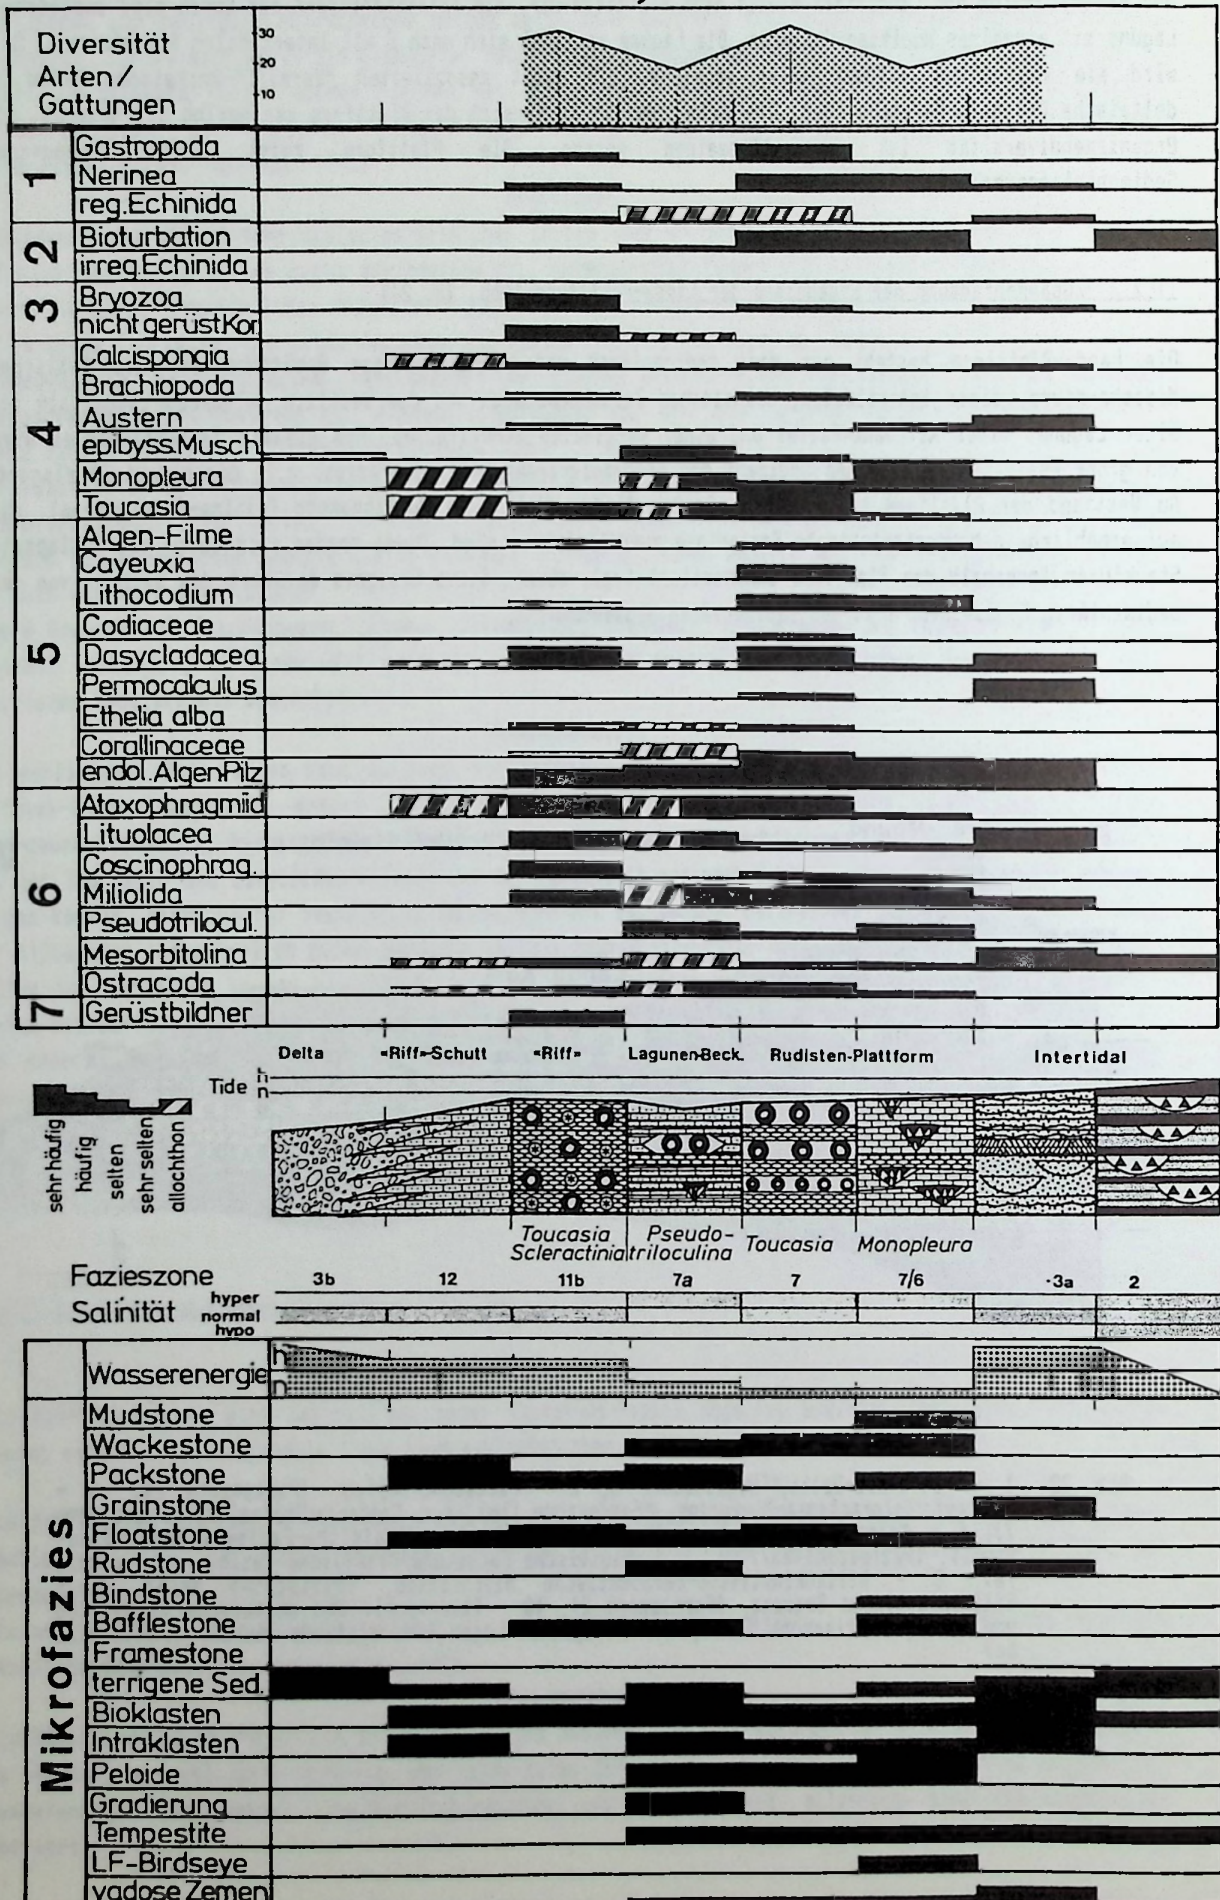 Diversität
Arten/
Gattungen
30
20
10
1
Gastropoda
Nerinea
reg.Echinida
2
Bioturbation
irreg.Echinida
3
Bryozoa
nicht gerüst Kor.
4
Calcispongia
Brachiopoda
Austern
epibyss.Musch
Monopleura
Toucasia
5
Algen-Filme
Cayeuxia
Lithocodium
Codiaceae
Dasycladacea
Permocalculus
Ethelia alba
Corallinaceae
endol.AlgenPilz
6
Ataxophragmiid
Lituolacea
Coscinophrag.
Miliolida
Pseudotrilocul.
Mesorbitolina
Ostracoda
7
Gerüstbildner
Delta «Riff»-Schutt «Riff» Lagunen-Beck. Rudisten-Plattform Intertidal
Tide h
n
sehr häufig
häufig
selten
sehr selten
allochthon
Toucasia Pseudo- Toucasia Monopleura
Scleractinia triloculina
Fazieszone 3b 12 11b 7a 7 7/6 3a 2
Salinität hyper
normal
hypo
Wasserenergie h
n
Mikrofazies
Mudstone
Wackestone
Packstone
Grainstone
Floatstone
Rudstone
Bindstone
Bafflestone
Framestone
terrigene Sed.
Bioklasten
Intraklasten
Peloide
Gradierung
Tempestite
LF-Birdseye
vadose Zemen